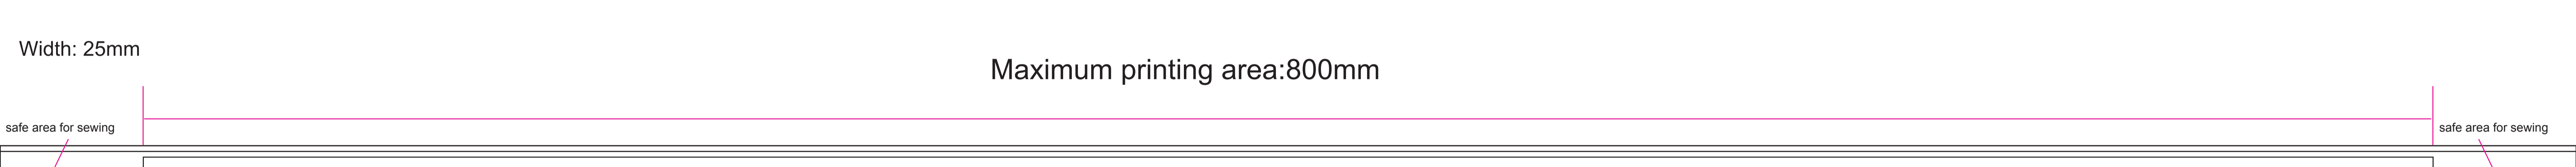 Width: 25mm
Maximum printing area:800mm
safe area for sewing
safe area for sewing